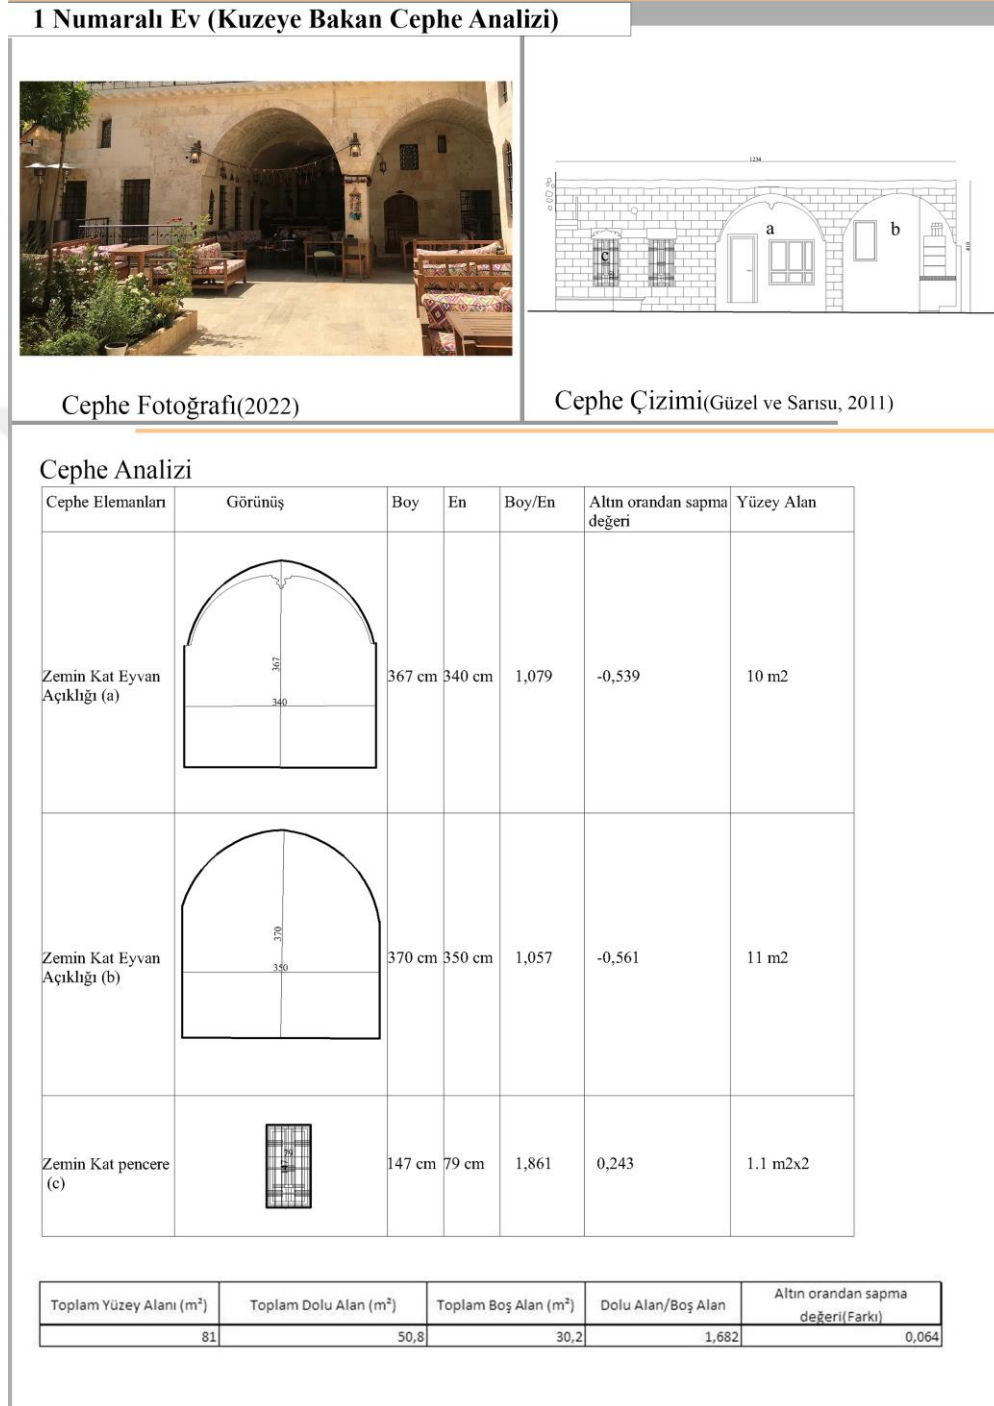 1 Numaralı Ev (Kuzeye Bakan Cephe Analizi)
1234
a
b
c
810
Cephe Fotoğrafı(2022)
Cephe Çizimi(Güzel ve Sarısu, 2011)
Cephe Analizi
Cephe Elemanları Görünüş Boy En Boy/En Altın orandan sapma değeri Yüzey Alan
367
340
Zemin Kat Eyvan Açıklığı (a) 367 cm 340 cm 1,079 -0,539 10 m2
370
350
Zemin Kat Eyvan Açıklığı (b) 370 cm 350 cm 1,057 -0,561 11 m2
79
147
Zemin Kat pencere (c) 147 cm 79 cm 1,861 0,243 1.1 m2x2
Toplam Yüzey Alanı (m²) Toplam Dolu Alan (m²) Toplam Boş Alan (m²) Dolu Alan/Boş Alan Altın orandan sapma değeri(Farkı)
81 50,8 30,2 1,682 0,064